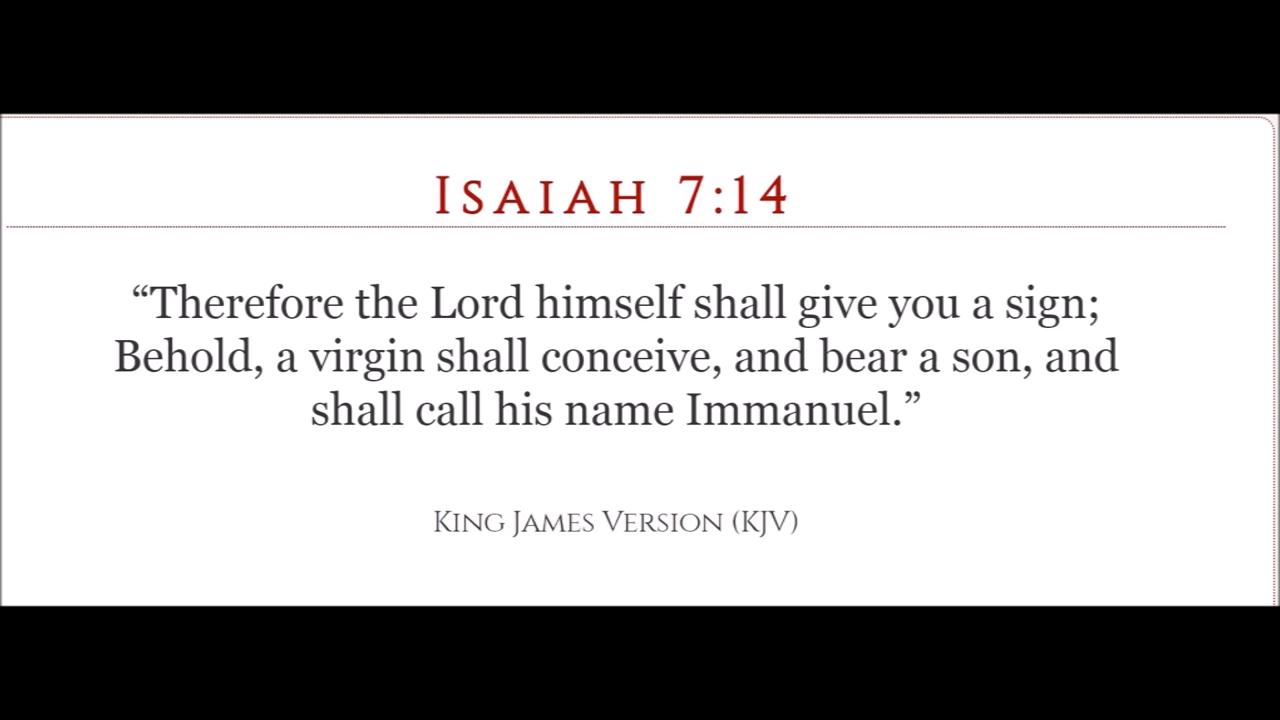 Isaiah 7:14
“Therefore the Lord himself shall give you a sign;
Behold, a virgin shall conceive, and bear a son, and
shall call his name Immanuel.”
King James Version (KJV)